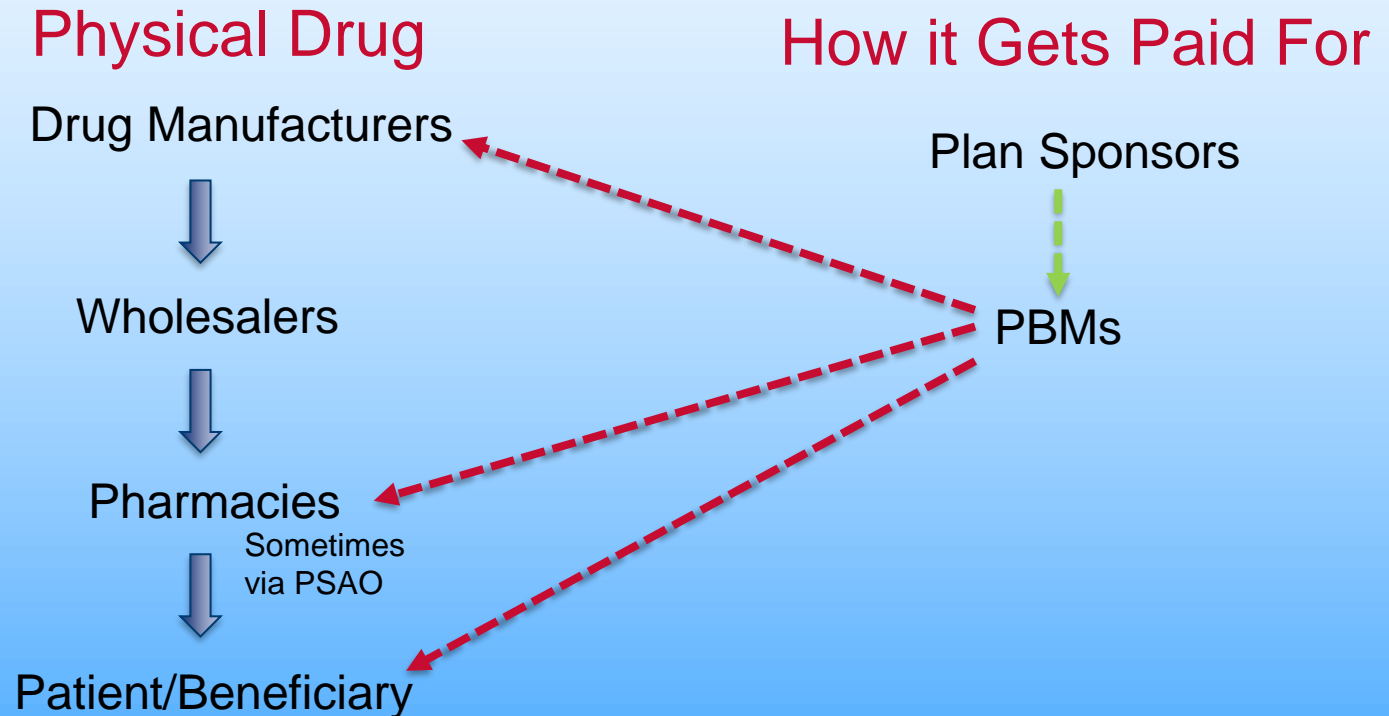 Physical Drug
How it Gets Paid For
Drug Manufacturers
Plan Sponsors
Wholesalers
PBMs
Pharmacies
Sometimes
via PSAO
Patient/Beneficiary